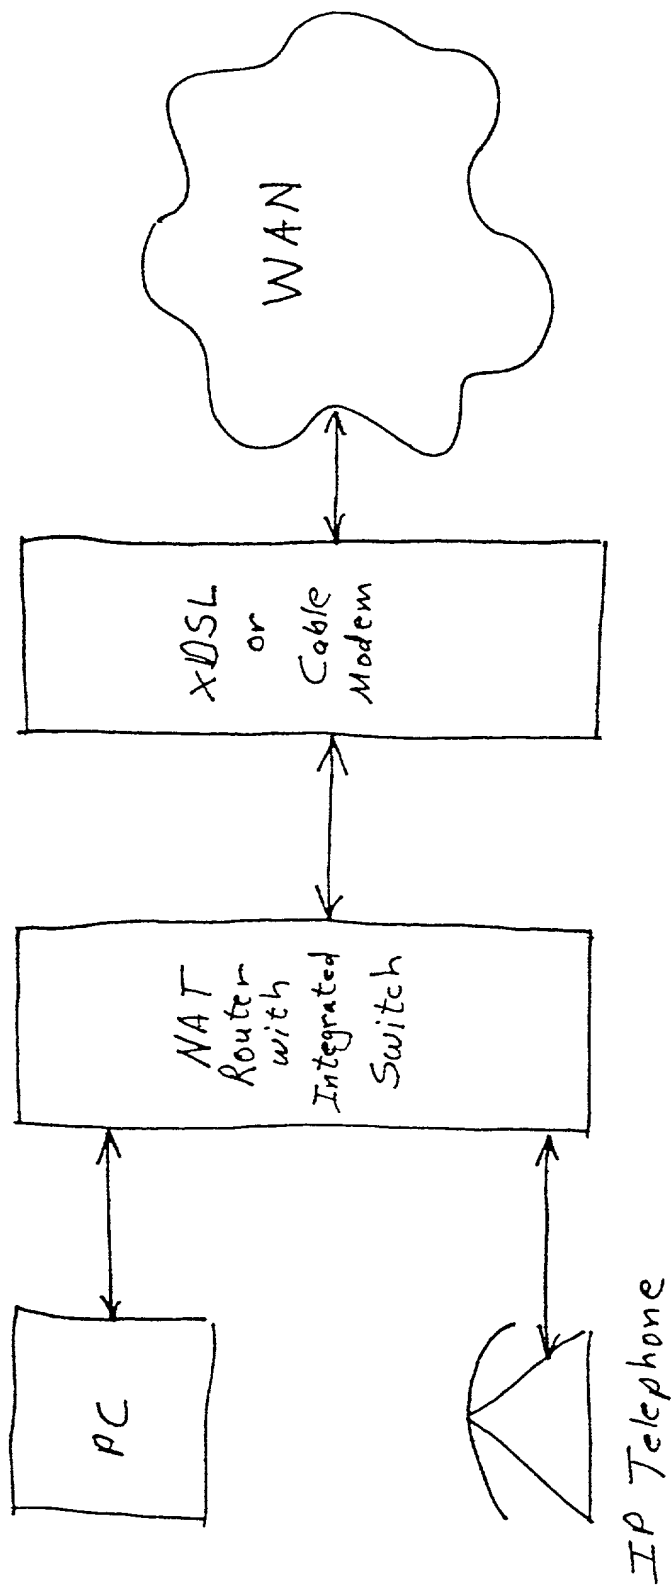 PC
IP Telephone
NAT
Router
with
Integrated
Switch
xDSL
or
Cable
Modem
WAN